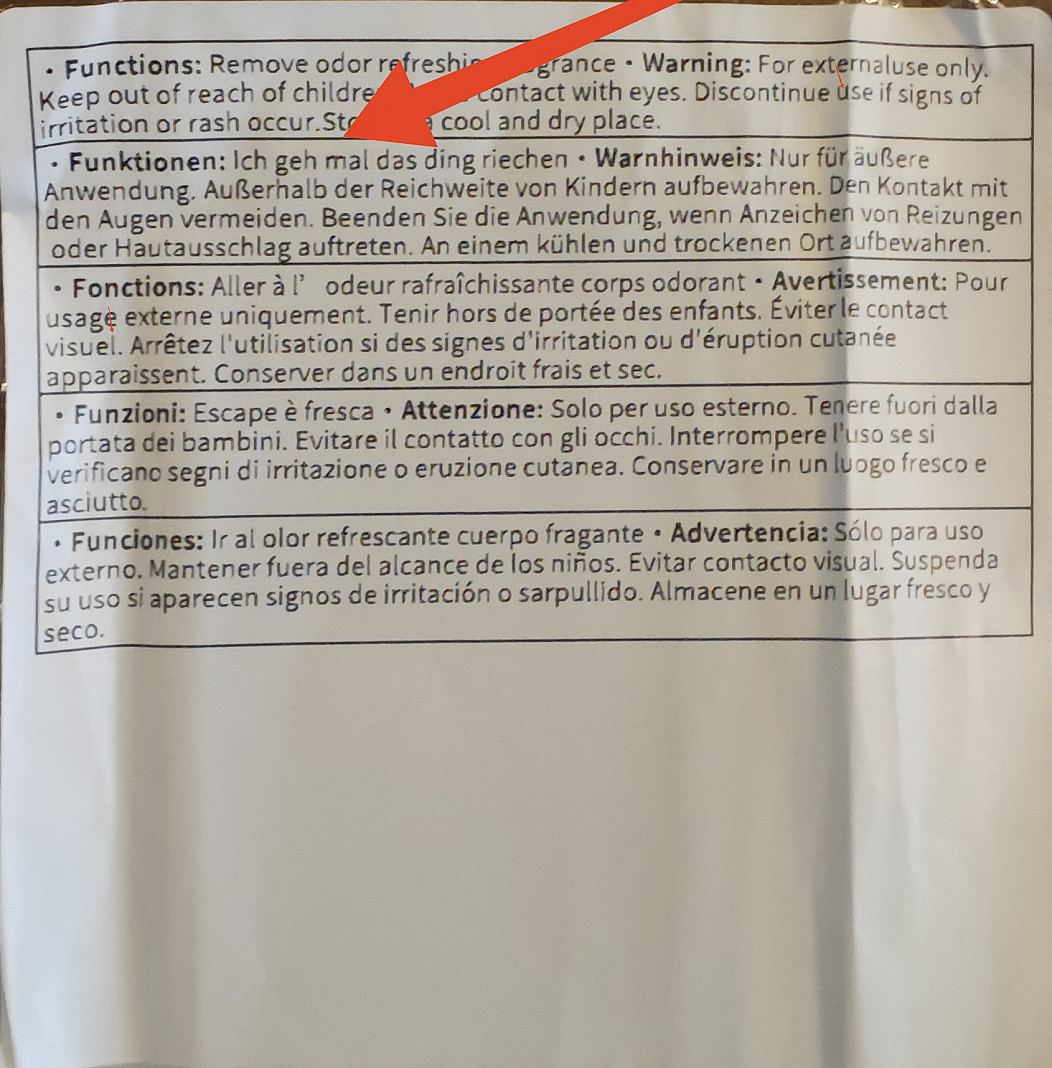 • Functions: Remove odor refreshin grance • Warning: For externaluse only.
Keep out of reach of childre contact with eyes. Discontinue use if signs of
irritation or rash occur.Sto a cool and dry place.
• Funktionen: Ich geh mal das ding riechen • Warnhinweis: Nur für äußere
Anwendung. Außerhalb der Reichweite von Kindern aufbewahren. Den Kontakt mit
den Augen vermeiden. Beenden Sie die Anwendung, wenn Anzeichen von Reizungen
oder Hautausschlag auftreten. An einem kühlen und trockenen Ort aufbewahren.
• Fonctions: Aller à l’ odeur rafraîchissante corps odorant • Avertissement: Pour
usage externe uniquement. Tenir hors de portée des enfants. Éviter le contact
visuel. Arrêtez l'utilisation si des signes d'irritation ou d'éruption cutanée
apparaissent. Conserver dans un endroit frais et sec.
• Funzioni: Escape è fresca • Attenzione: Solo per uso esterno. Tenere fuori dalla
portata dei bambini. Evitare il contatto con gli occhi. Interrompere l'uso se si
verificano segni di irritazione o eruzione cutanea. Conservare in un luogo fresco e
asciutto.
• Funciones: Ir al olor refrescante cuerpo fragante • Advertencia: Sólo para uso
externo. Mantener fuera del alcance de los niños. Evitar contacto visual. Suspenda
su uso si aparecen signos de irritación o sarpullido. Almacene en un lugar fresco y
seco.